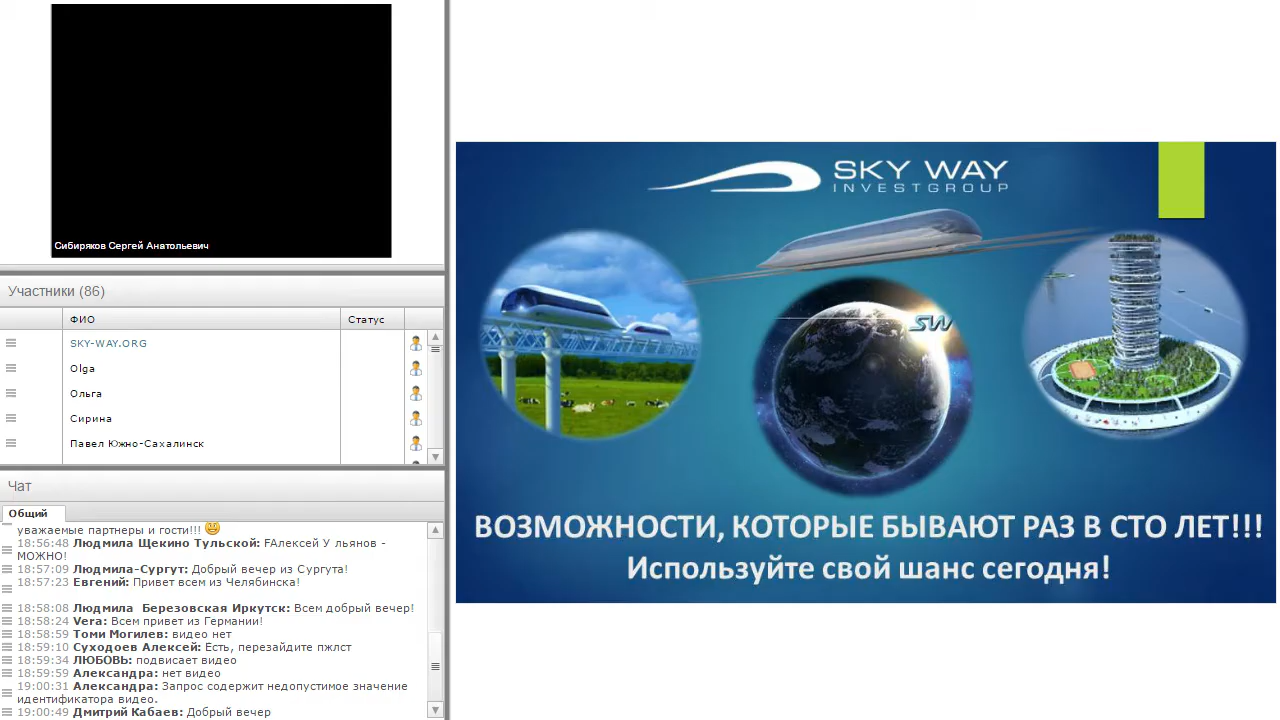 Сибиряков Сергей Анатольевич
Участники (86)
ФИО
Статус
SKY-WAY.ORG
Olga
Ольга
Сирина
Павел Южно-Сахалинск
Чат
Общий
уважаемые партнеры и гости!!!
18:56:48 Людмила Щекино Тульской: FАлексей У льянов -
МОЖНО!
18:57:09 Людмила-Сургут: Добрый вечер из Сургута!
18:57:23 Евгений: Привет всем из Челябинска!
18:58:08 Людмила Березовская Иркутск: Всем добрый вечер!
18:58:24 Vera: Всем привет из Германии!
18:58:59 Томи Могилев: видео нет
18:59:10 Суходоев Алексей: Есть, перезайдите пжлст
18:59:34 ЛЮБОВЬ: подвисает видео
18:59:59 Александра: нет видео
19:00:31 Александра: Запрос содержит недопустимое значение
идентификатора видео.
19:00:49 Дмитрий Кабаев: Добрый вечер
SKY WAY
INVESTGROUP
SW
ВОЗМОЖНОСТИ, КОТОРЫЕ БЫВАЮТ РАЗ В СТО ЛЕТ!!!
Используйте свой шанс сегодня!